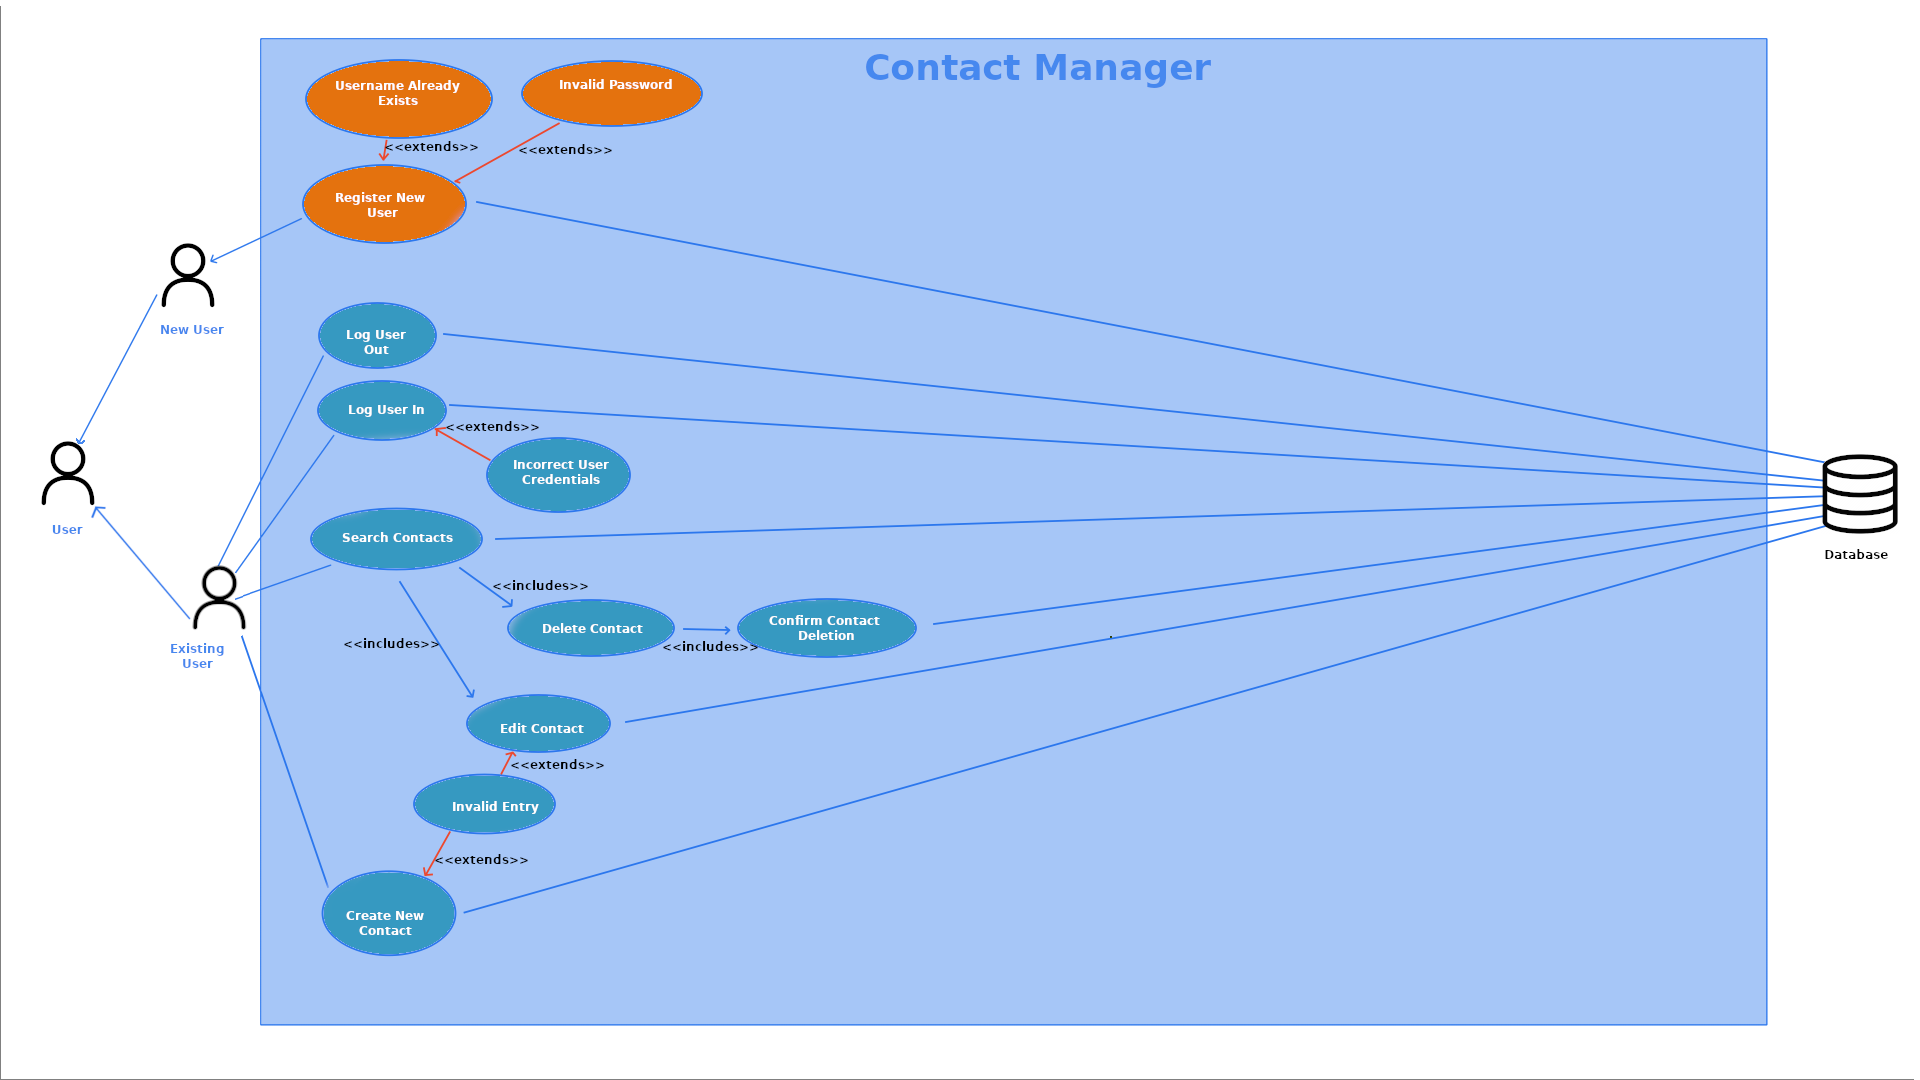 Contact Manager
Username Already
Exists
Invalid Password
<<extends>>
<<extends>>
Register New
User
New User
Log User
Out
Log User In
<<extends>>
Incorrect User
Credentials
User
Search Contacts
Database
<<includes>>
Delete Contact
Confirm Contact
Deletion
<<includes>>
<<includes>>
Existing
User
Edit Contact
<<extends>>
Invalid Entry
<<extends>>
Create New
Contact